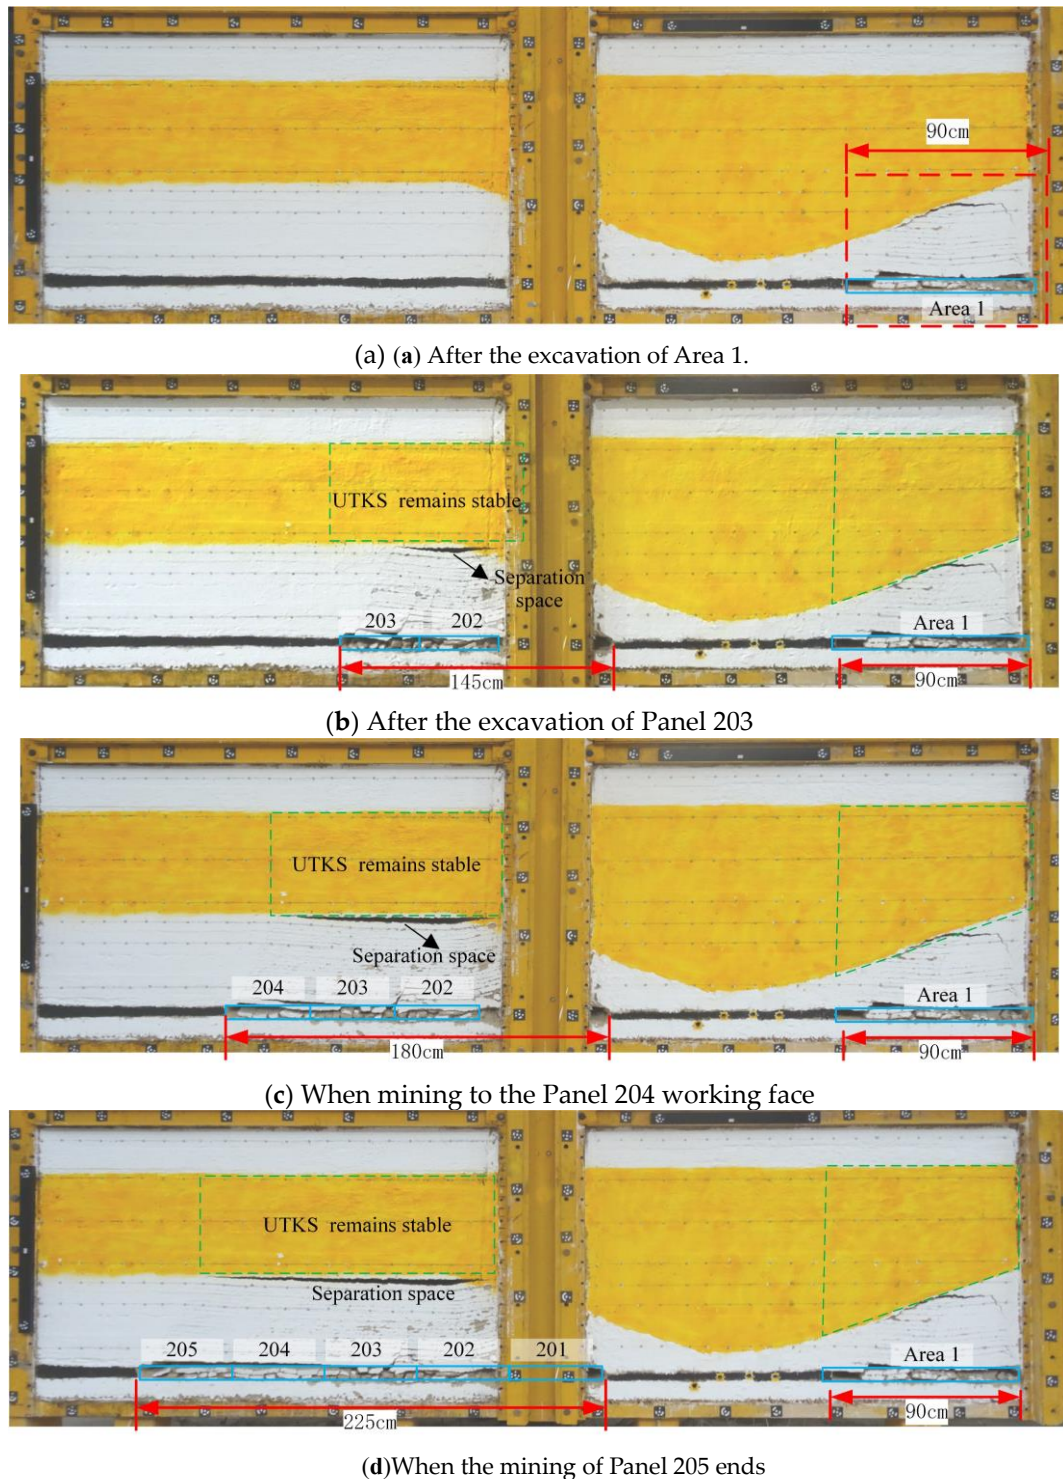 90cm
Area 1
(a) (a) After the excavation of Area 1.
UTKS remains stable
Separation
space
203 202
Area 1
145cm
90cm
(b) After the excavation of Panel 203
UTKS remains stable
Separation space
204 203 202
Area 1
180cm
90cm
(c) When mining to the Panel 204 working face
UTKS remains stable
Separation space
205 204 203 202 201
Area 1
225cm
90cm
(d)When the mining of Panel 205 ends